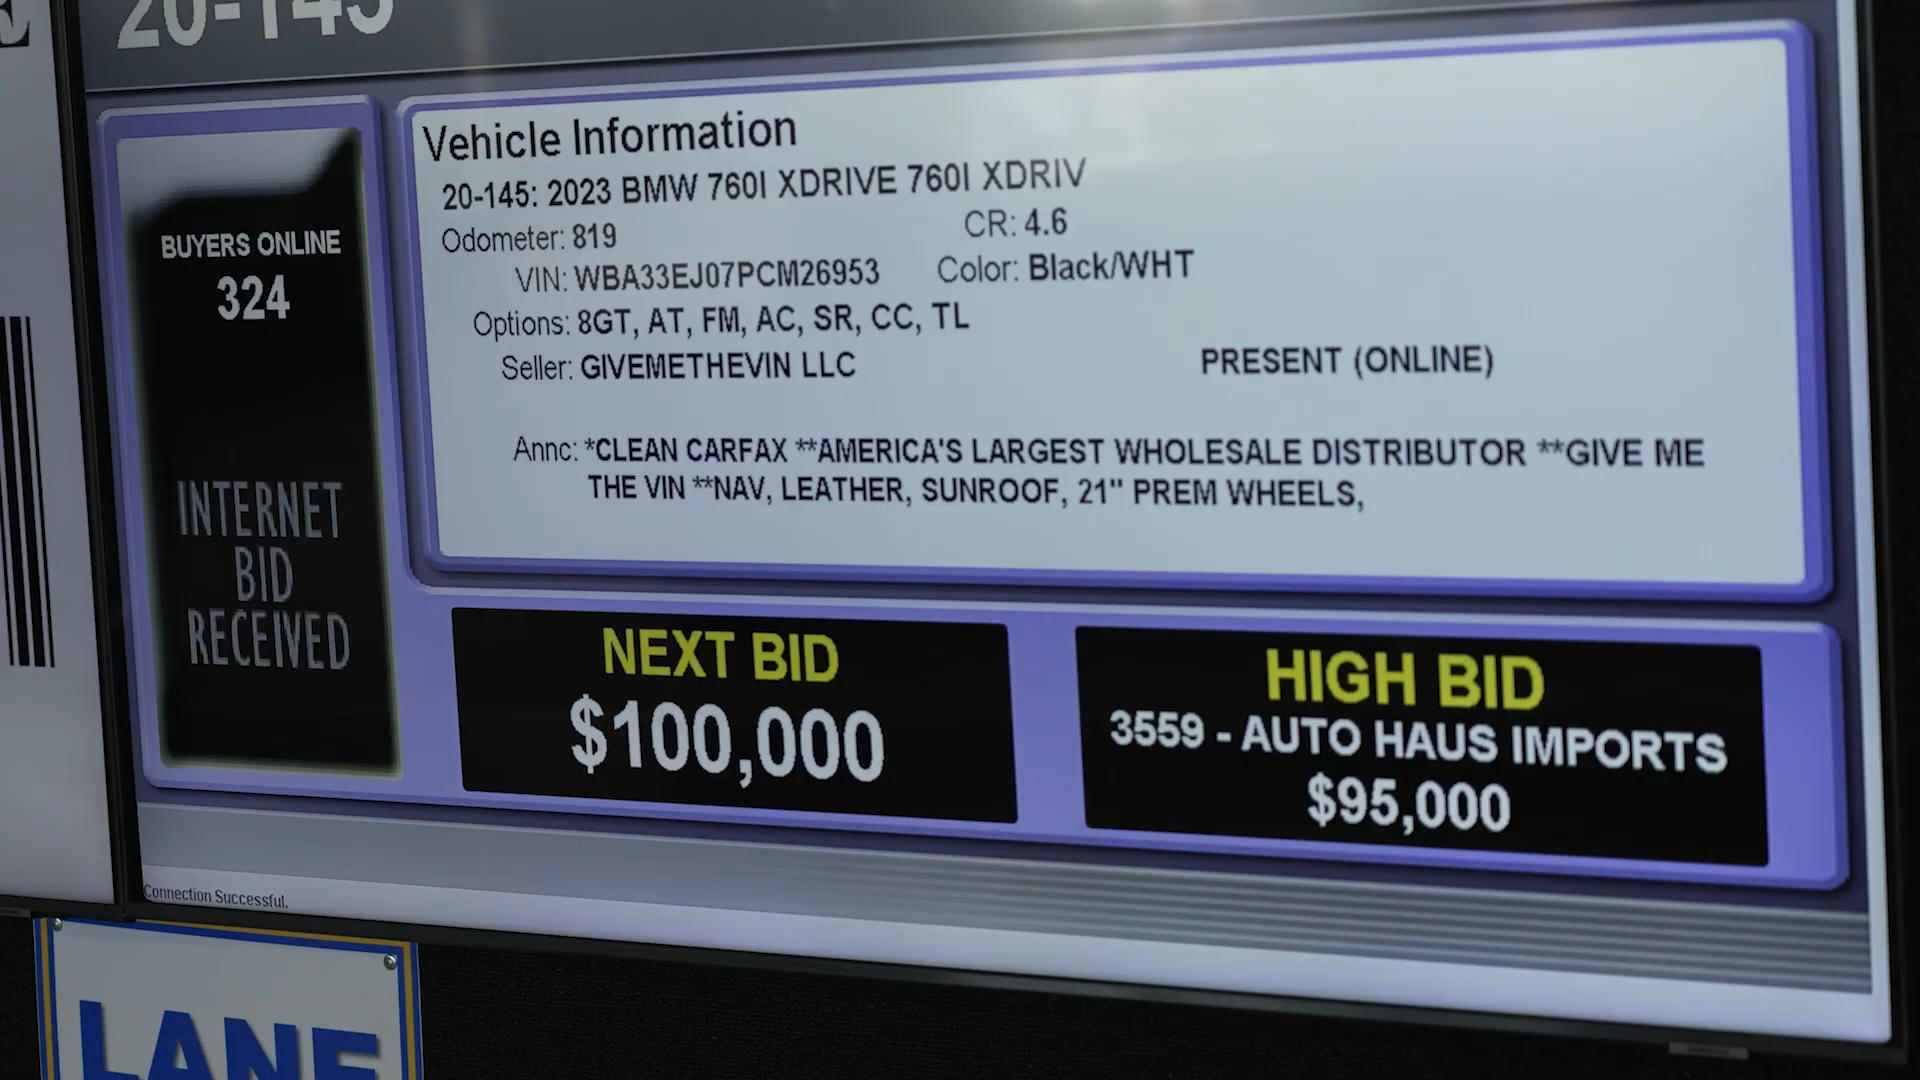 20-145
Vehicle Information
20-145: 2023 BMW 760I XDRIVE 760I XDRIV
Odometer: 819 CR: 4.6
VIN: WBA33EJ07PCM26953 Color: Black/WHT
Options: 8GT, AT, FM, AC, SR, CC, TL
Seller: GIVEMETHEVIN LLC PRESENT (ONLINE)
Annc: *CLEAN CARFAX **AMERICA'S LARGEST WHOLESALE DISTRIBUTOR **GIVE ME
THE VIN **NAV, LEATHER, SUNROOF, 21" PREM WHEELS,
BUYERS ONLINE
324
INTERNET
BID
RECEIVED
NEXT BID
$100,000
HIGH BID
3559 - AUTO HAUS IMPORTS
$95,000
Connection Successful.
LANE